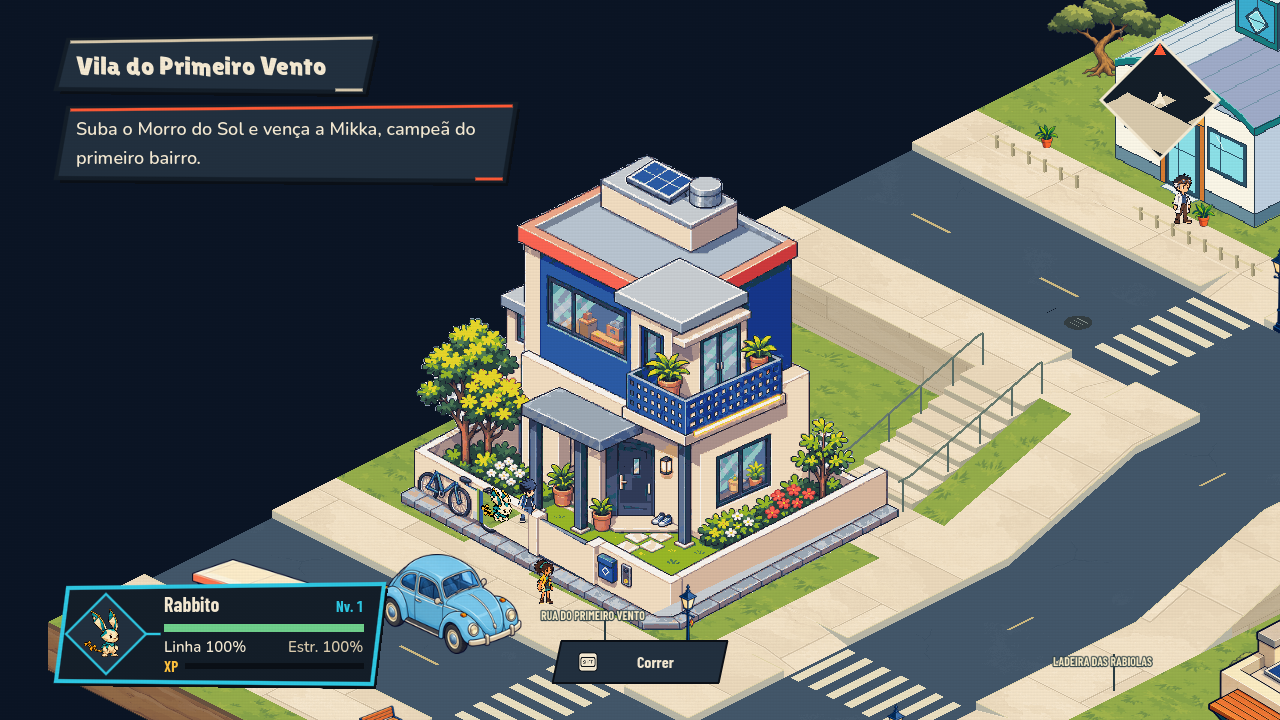 Vila do Primeiro Vento
Suba o Morro do Sol e vença a Mikka, campeã do
primeiro bairro.
Rabbito
Nv. 1
Linha 100%
Estr. 100%
XP
RUA DO PRIMEIRO VENTO
Correr
LADEIRA DAS RABIOLAS